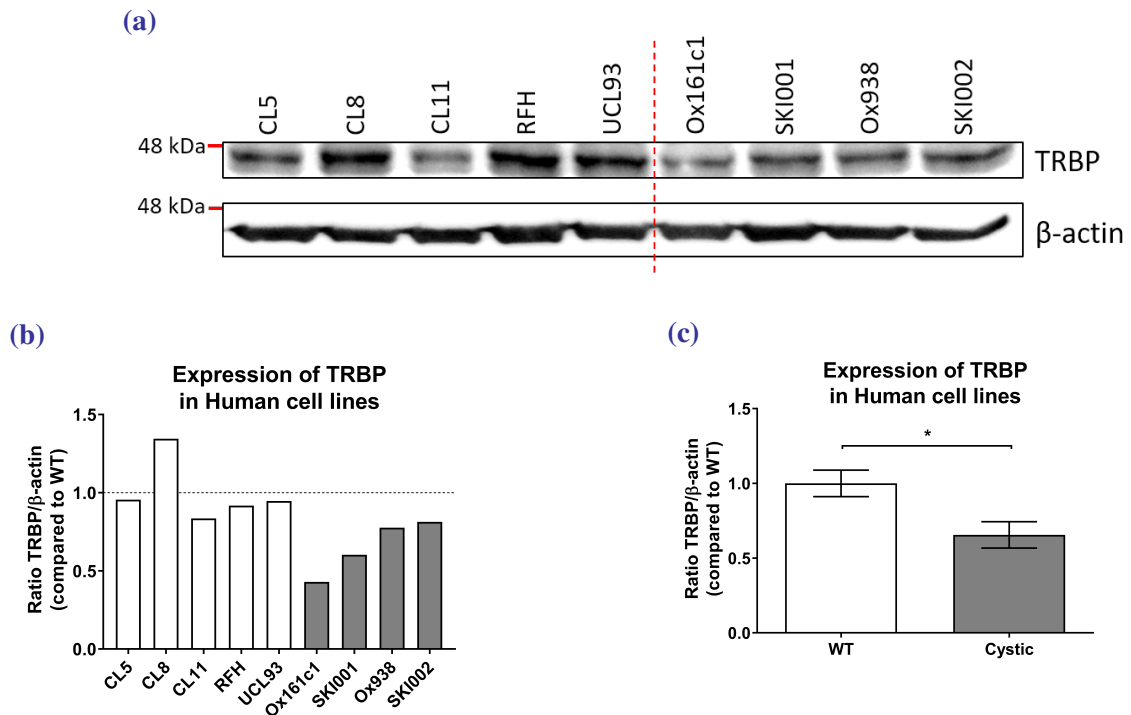 (a)
CL5
CL8
CL11
RFH
UCL93
Ox161c1
SKI001
Ox938
SKI002
48 kDa
TRBP
48 kDa
β-actin
(b)
Expression of TRBP
in Human cell lines
Ratio TRBP/β-actin
(compared to WT)
1.5
1.0
0.5
0.0
CL5
CL8
CL11
RFH
UCL93
Ox161c1
SKI001
Ox938
SKI002
(c)
Expression of TRBP
in Human cell lines
Ratio TRBP/β-actin
(compared to WT)
1.5
1.0
0.5
0.0
*
WT
Cystic